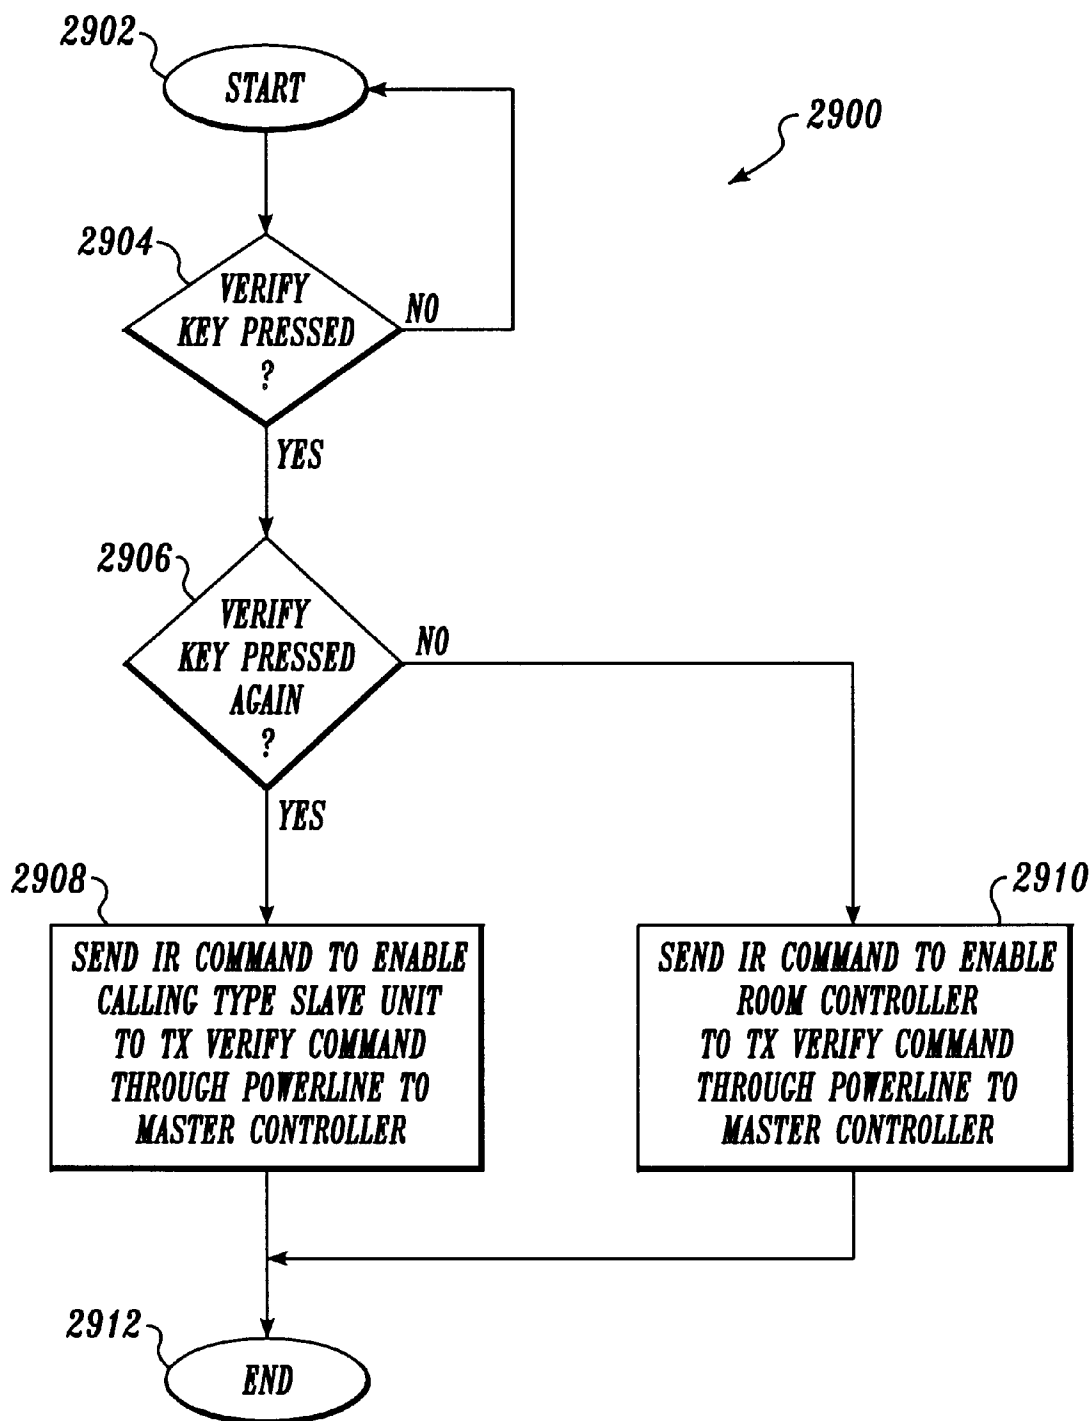 2902
START
2900
2904
VERIFY
KEY PRESSED
?
NO
YES
2906
VERIFY
KEY PRESSED
AGAIN
?
NO
YES
2908
SEND IR COMMAND TO ENABLE
CALLING TYPE SLAVE UNIT
TO TX VERIFY COMMAND
THROUGH POWERLINE TO
MASTER CONTROLLER
2910
SEND IR COMMAND TO ENABLE
ROOM CONTROLLER
TO TX VERIFY COMMAND
THROUGH POWERLINE TO
MASTER CONTROLLER
2912
END